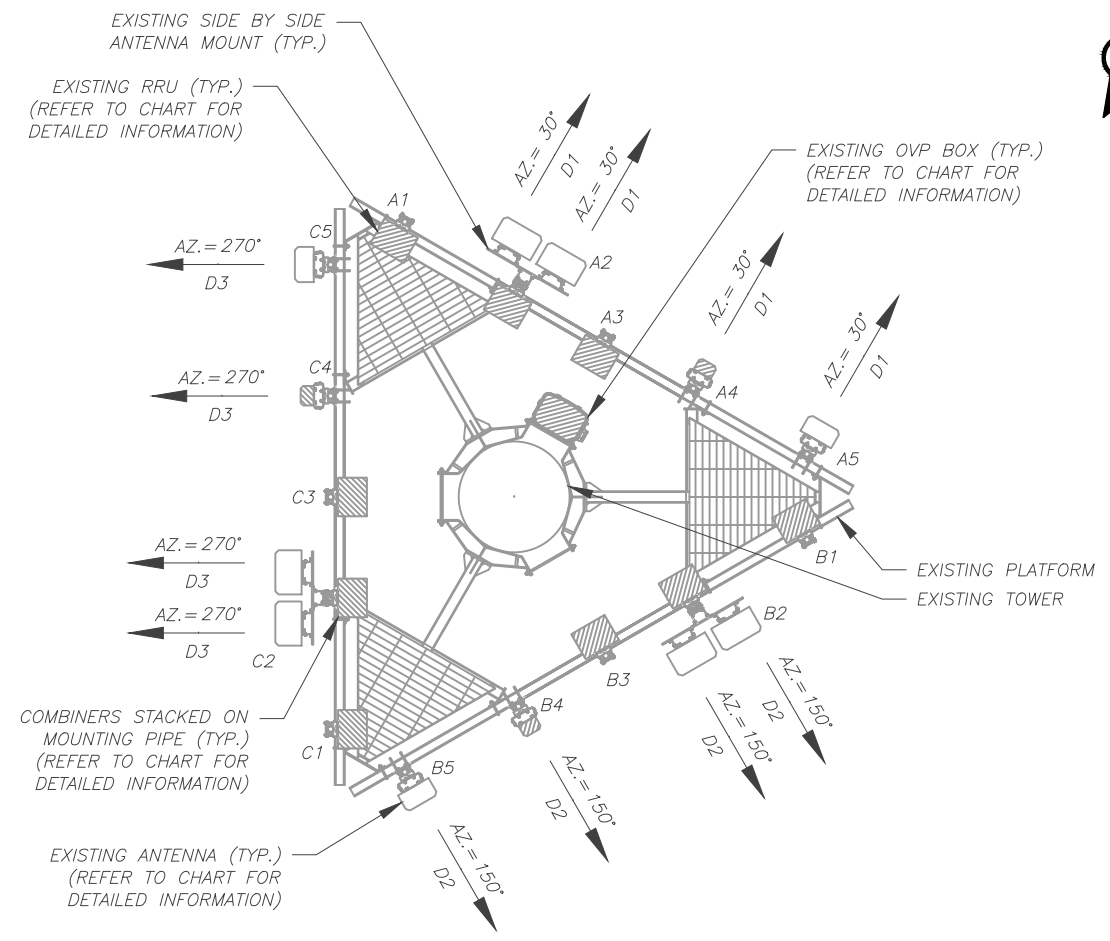 EXISTING SIDE BY SIDE
ANTENNA MOUNT (TYP.)
EXISTING RRU (TYP.)
(REFER TO CHART FOR
DETAILED INFORMATION)
EXISTING OVP BOX (TYP.)
(REFER TO CHART FOR
DETAILED INFORMATION)
AZ.= 30°
D1
AZ.= 30°
D1
AZ.= 30°
D1
AZ.= 30°
D1
A1
A2
A3
A4
A5
C5
AZ.=270°
D3
C4
AZ.=270°
D3
C3
AZ.=270°
D3
AZ.=270°
D3
C2
C1
B1
B2
B3
B4
B5
EXISTING PLATFORM
EXISTING TOWER
AZ.=150°
D2
AZ.=150°
D2
AZ.=150°
D2
AZ.=150°
D2
COMBINERS STACKED ON
MOUNTING PIPE (TYP.)
(REFER TO CHART FOR
DETAILED INFORMATION)
EXISTING ANTENNA (TYP.)
(REFER TO CHART FOR
DETAILED INFORMATION)